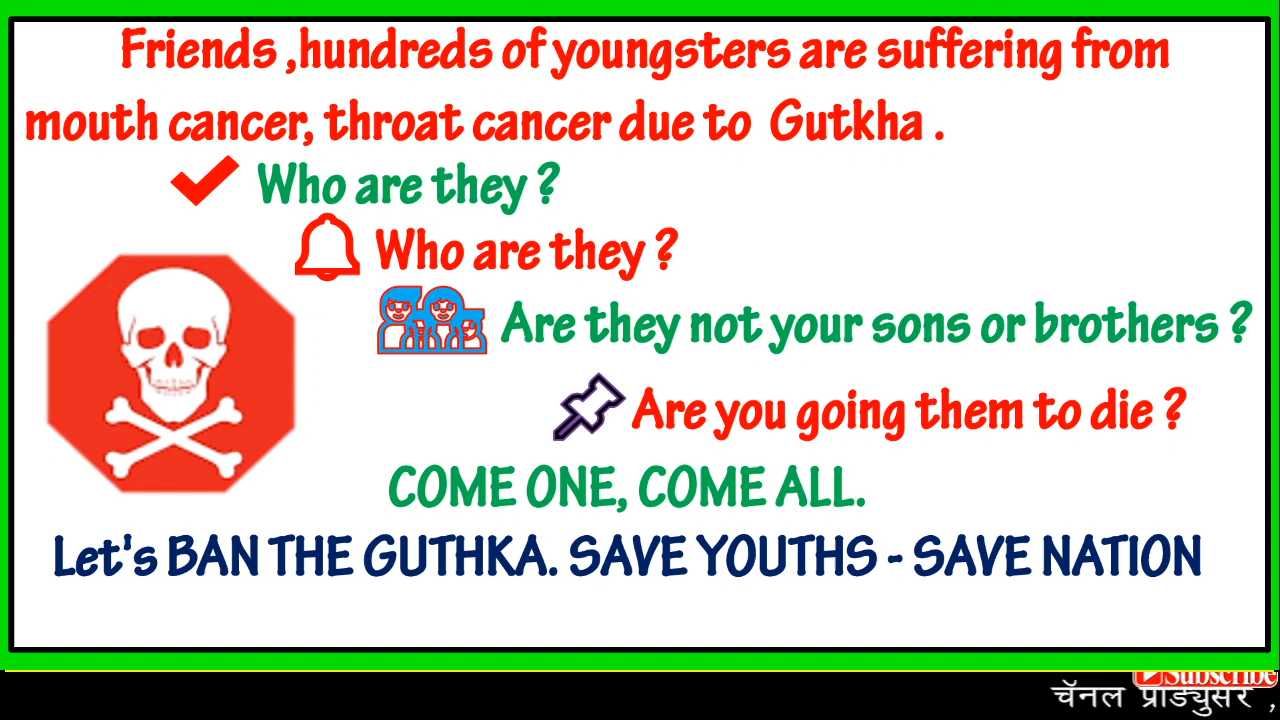 Friends ,hundreds of youngsters are suffering from
mouth cancer, throat cancer due to Gutkha .
Who are they ?
Who are they ?
Are they not your sons or brothers ?
Are you going them to die ?
COME ONE, COME ALL.
Let's BAN THE GUTHKA. SAVE YOUTHS - SAVE NATION
Subscribe
चॅनल प्रोड्युसर ,